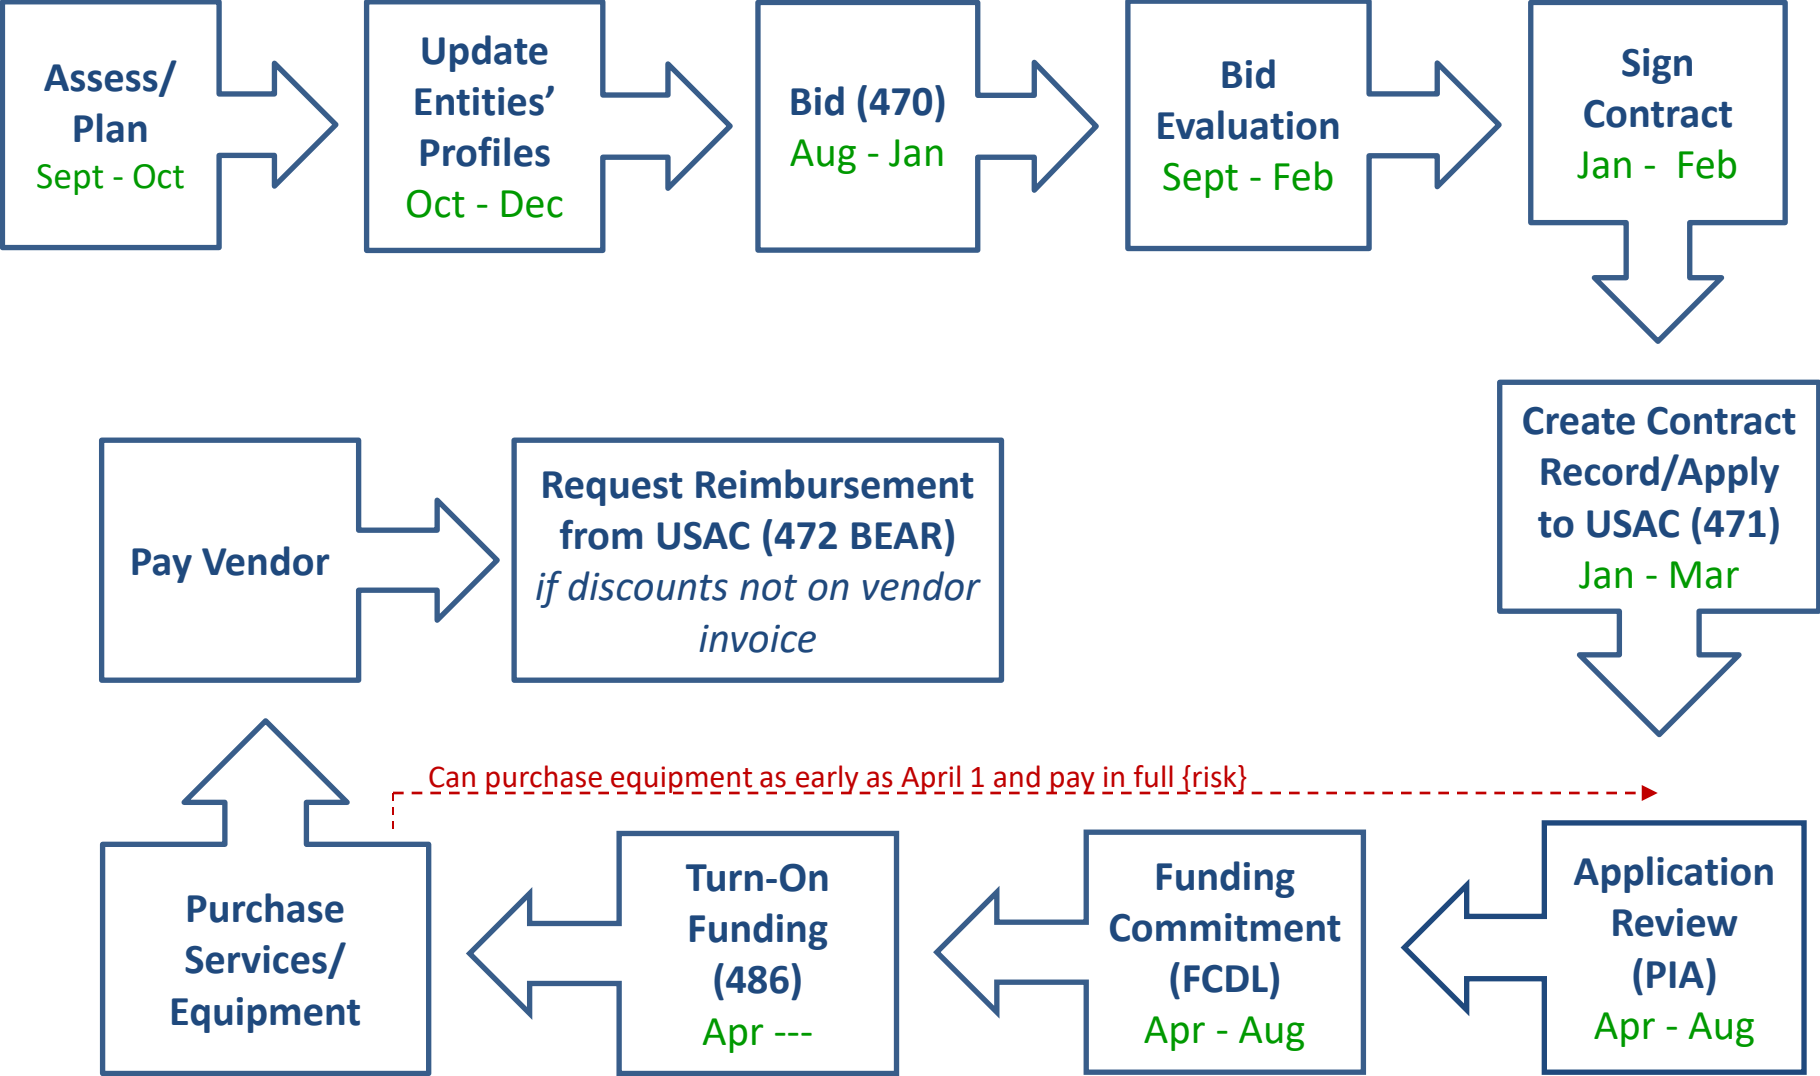 Assess/
Plan
Sept - Oct
Update
Entities’
Profiles
Oct - Dec
Bid (470)
Aug - Jan
Bid
Evaluation
Sept - Feb
Sign
Contract
Jan -  Feb
Create Contract
Record/Apply
to USAC (471)
Jan - Mar
Application
Review
(PIA)
Apr - Aug
Funding
Commitment
(FCDL)
Apr - Aug
Turn-On
Funding
(486)
Apr ---
Can purchase equipment as early as April 1 and pay in full {risk}
Purchase
Services/
Equipment
Pay Vendor
Request Reimbursement
from USAC (472 BEAR)
if discounts not on vendor
invoice